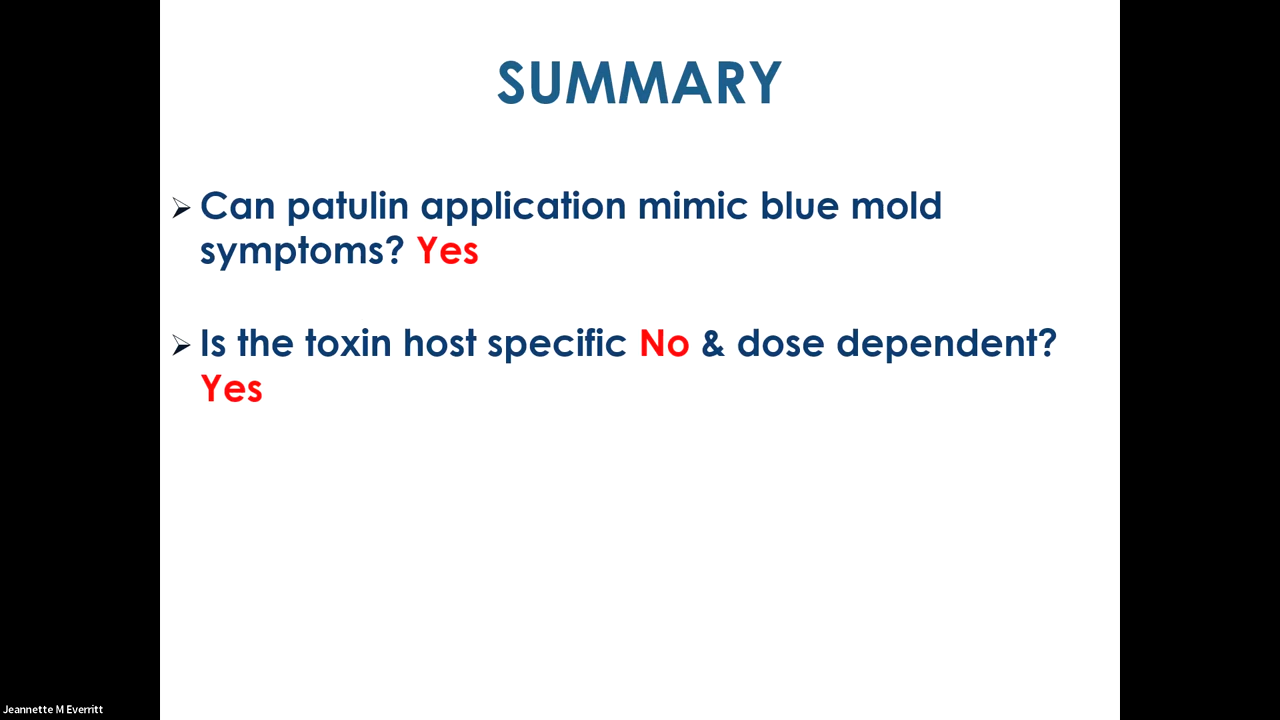 SUMMARY
Can patulin application mimic blue mold
symptoms? Yes
Is the toxin host specific No & dose dependent?
Yes
Jeannette M Everritt